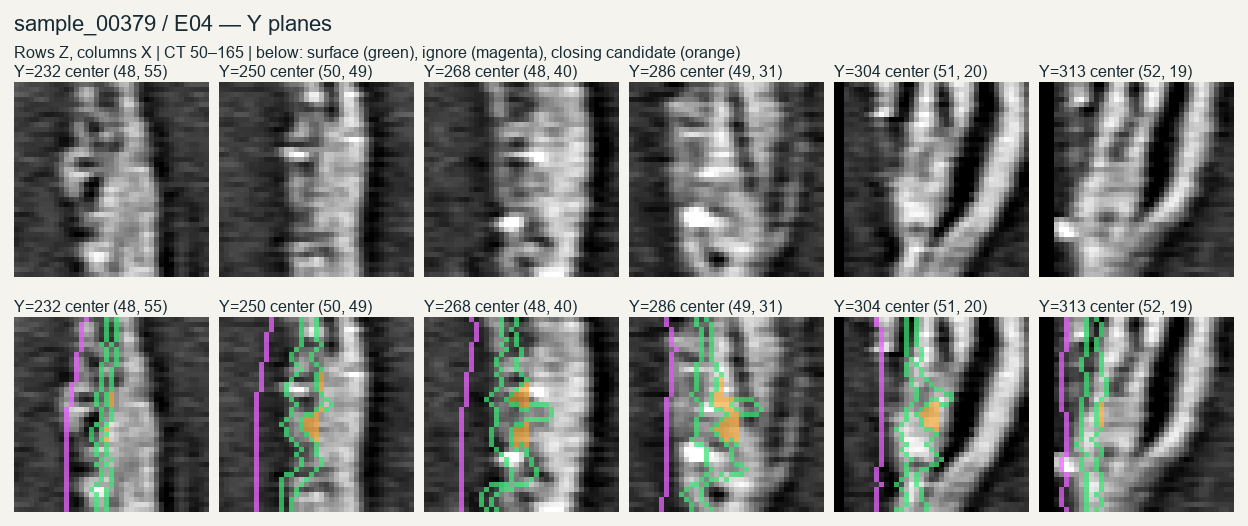 sample_00379 / E04 — Y planes
Rows Z, columns X | CT 50–165 | below: surface (green), ignore (magenta), closing candidate (orange)
Y=232 center (48, 55) Y=250 center (50, 49) Y=268 center (48, 40) Y=286 center (49, 31) Y=304 center (51, 20) Y=313 center (52, 19)
Y=232 center (48, 55) Y=250 center (50, 49) Y=268 center (48, 40) Y=286 center (49, 31) Y=304 center (51, 20) Y=313 center (52, 19)